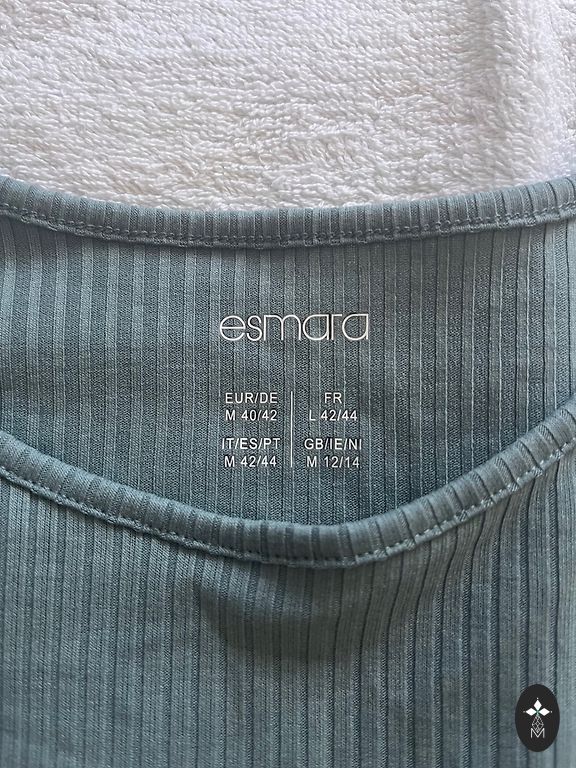 esmara
EUR/DE
M 40/42
FR
L 42/44
IT/ES/PT
M 42/44
GB/IE/NI
M 12/14
M